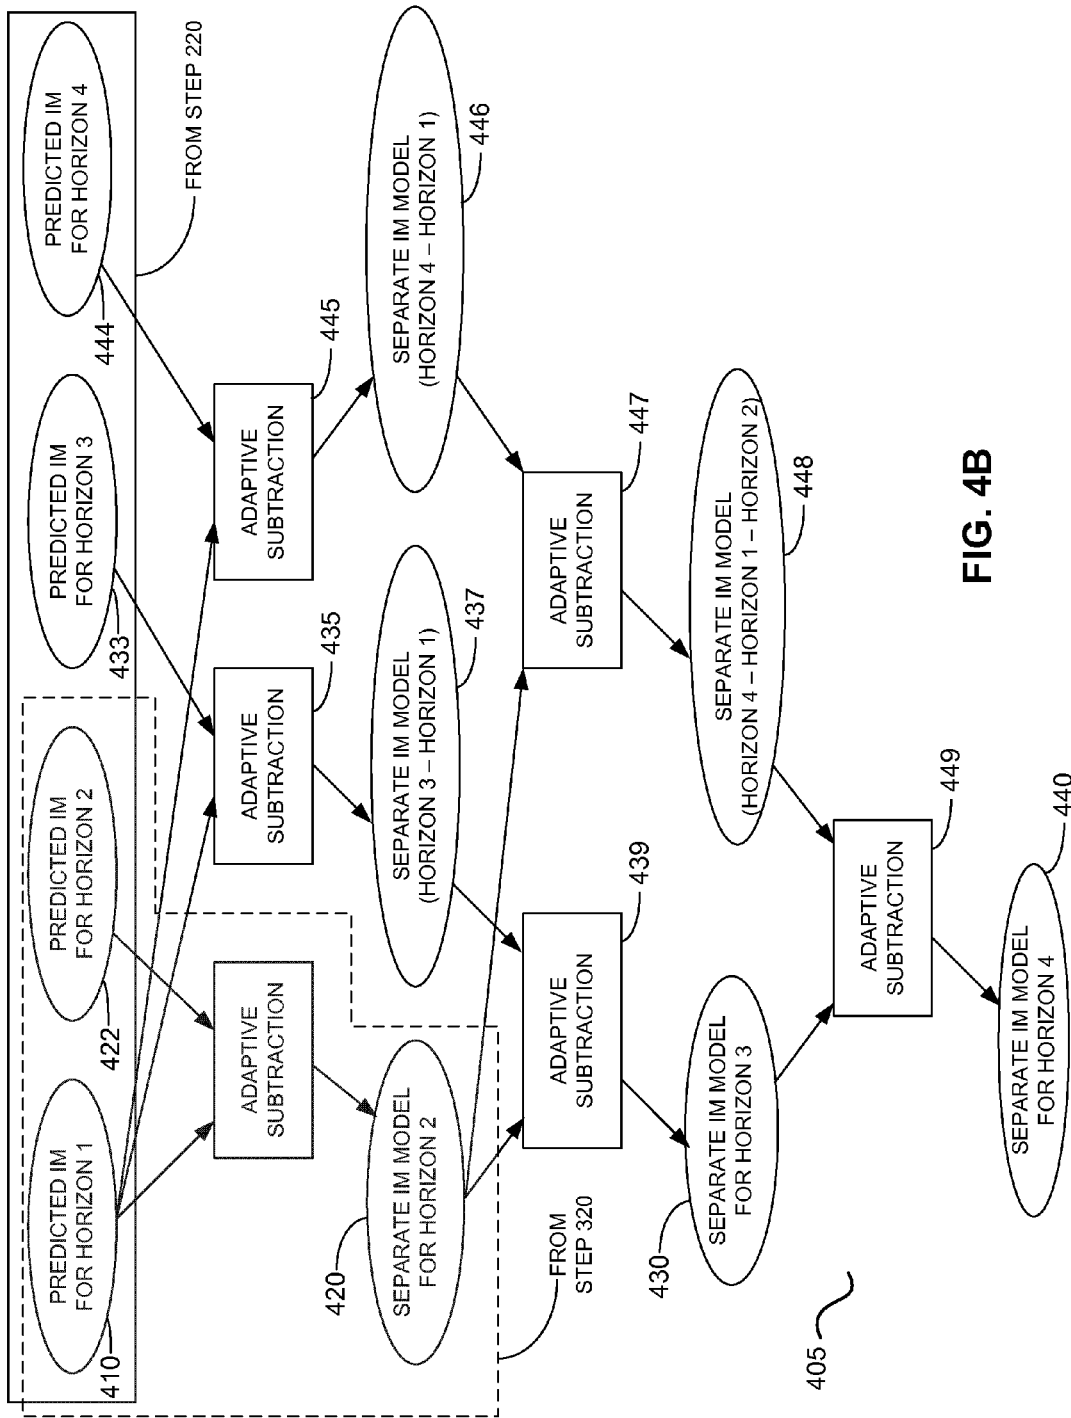 PREDICTED IM
FOR HORIZON 1
410
PREDICTED IM
FOR HORIZON 2
422
PREDICTED IM
FOR HORIZON 3
433
PREDICTED IM
FOR HORIZON 4
444
FROM STEP 220
ADAPTIVE
SUBTRACTION
ADAPTIVE
SUBTRACTION
435
ADAPTIVE
SUBTRACTION
445
420
SEPARATE IM MODEL
FOR HORIZON 2
SEPARATE IM MODEL
(HORIZON 3 – HORIZON 1)
437
SEPARATE IM MODEL
(HORIZON 4 – HORIZON 1)
446
FROM
STEP 320
ADAPTIVE
SUBTRACTION
439
ADAPTIVE
SUBTRACTION
447
430
SEPARATE IM MODEL
FOR HORIZON 3
SEPARATE IM MODEL
(HORIZON 4 – HORIZON 1 – HORIZON 2)
448
405
ADAPTIVE
SUBTRACTION
449
SEPARATE IM MODEL
FOR HORIZON 4
440
FIG. 4B